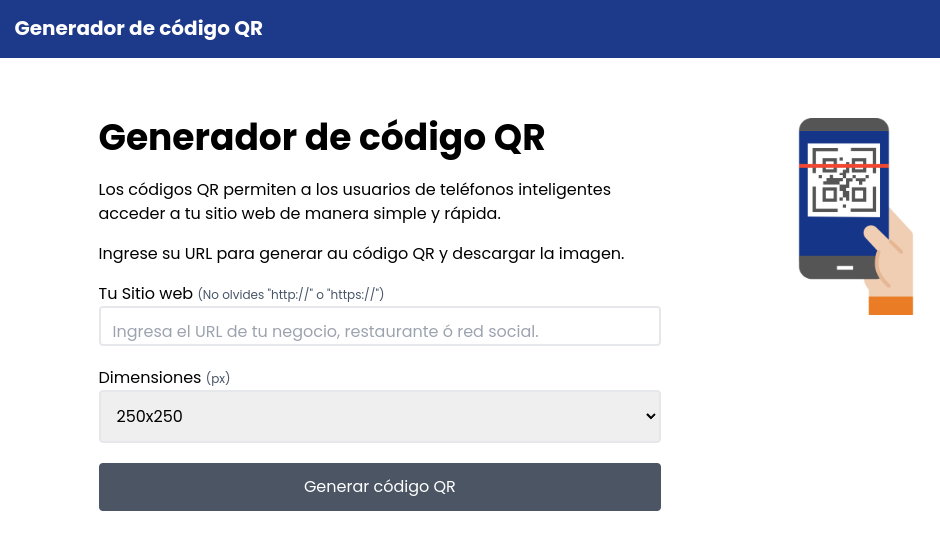 Generador de código QR
Generador de código QR
Los códigos QR permiten a los usuarios de teléfonos inteligentes
acceder a tu sitio web de manera simple y rápida.
Ingrese su URL para generar au código QR y descargar la imagen.
Tu Sitio web (No olvides "http://" o "https://")
Ingresa el URL de tu negocio, restaurante ó red social.
Dimensiones (px)
250x250
Generar código QR